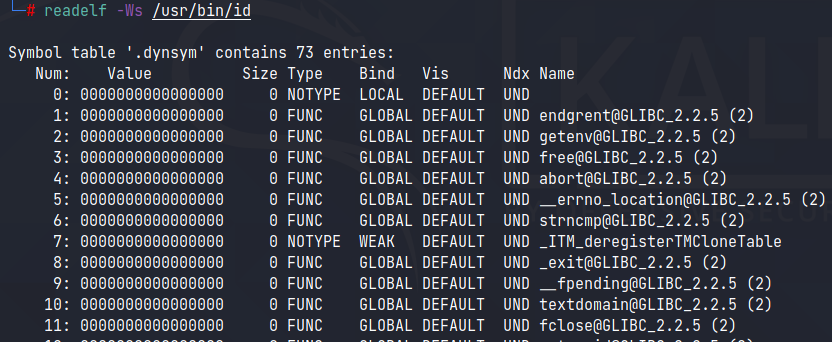 └─# readelf -Ws /usr/bin/id
Symbol table '.dynsym' contains 73 entries:
Num: Value Size Type Bind Vis Ndx Name
0: 0000000000000000 0 NOTYPE LOCAL DEFAULT UND
1: 0000000000000000 0 FUNC GLOBAL DEFAULT UND endgrent@GLIBC_2.2.5 (2)
2: 0000000000000000 0 FUNC GLOBAL DEFAULT UND getenv@GLIBC_2.2.5 (2)
3: 0000000000000000 0 FUNC GLOBAL DEFAULT UND free@GLIBC_2.2.5 (2)
4: 0000000000000000 0 FUNC GLOBAL DEFAULT UND abort@GLIBC_2.2.5 (2)
5: 0000000000000000 0 FUNC GLOBAL DEFAULT UND __errno_location@GLIBC_2.2.5 (2)
6: 0000000000000000 0 FUNC GLOBAL DEFAULT UND strncmp@GLIBC_2.2.5 (2)
7: 0000000000000000 0 NOTYPE WEAK DEFAULT UND _ITM_deregisterTMCloneTable
8: 0000000000000000 0 FUNC GLOBAL DEFAULT UND _exit@GLIBC_2.2.5 (2)
9: 0000000000000000 0 FUNC GLOBAL DEFAULT UND __fpending@GLIBC_2.2.5 (2)
10: 0000000000000000 0 FUNC GLOBAL DEFAULT UND textdomain@GLIBC_2.2.5 (2)
11: 0000000000000000 0 FUNC GLOBAL DEFAULT UND fclose@GLIBC_2.2.5 (2)